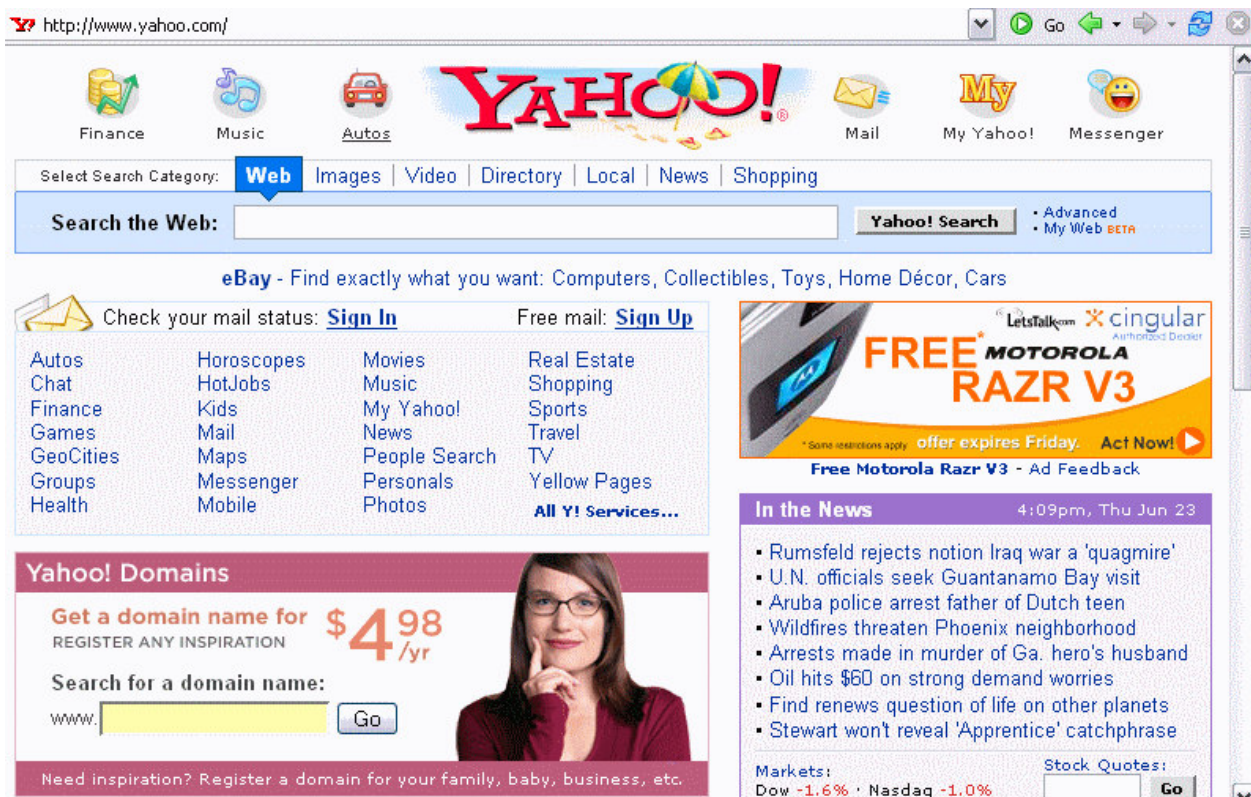 http://www.yahoo.com/
Go
Finance
Music
Autos
YAHOO!
Mail
My
My Yahoo!
Messenger
Select Search Category: Web Images | Video | Directory | Local | News | Shopping
Search the Web: Yahoo! Search
· Advanced
· My Web BETA
eBay - Find exactly what you want: Computers, Collectibles, Toys, Home Décor, Cars
Check your mail status: Sign In Free mail: Sign Up
Autos Horoscopes Movies Real Estate
Chat HotJobs Music Shopping
Finance Kids My Yahoo! Sports
Games Mail News Travel
GeoCities Maps People Search TV
Groups Messenger Personals Yellow Pages
Health Mobile Photos All Y! Services...
LetsTalk.com cingular
Authorized Dealer
FREE* MOTOROLA
RAZR V3
* Some restrictions apply offer expires Friday. Act Now!
Free Motorola Razr V3 - Ad Feedback
In the News 4:09pm, Thu Jun 23
▪ Rumsfeld rejects notion Iraq war a 'quagmire'
▪ U.N. officials seek Guantanamo Bay visit
▪ Aruba police arrest father of Dutch teen
▪ Wildfires threaten Phoenix neighborhood
▪ Arrests made in murder of Ga. hero's husband
▪ Oil hits $60 on strong demand worries
▪ Find renews question of life on other planets
▪ Stewart won't reveal 'Apprentice' catchphrase
Markets:
Dow -1.6% · Nasdaq -1.0%
Stock Quotes:
Go
Yahoo! Domains
Get a domain name for $4.98/yr
REGISTER ANY INSPIRATION
Search for a domain name:
www. Go
Need inspiration? Register a domain for your family, baby, business, etc.